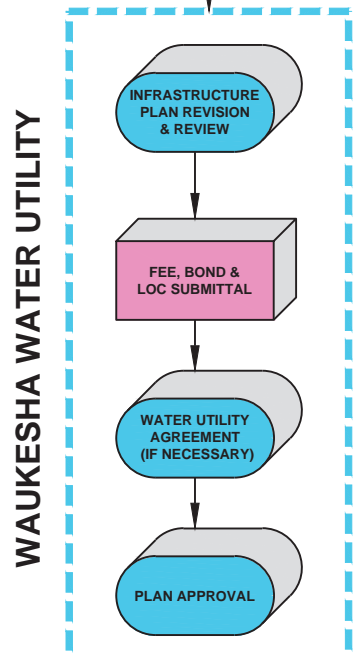 WAUKESHA WATER UTILITY
INFRASTRUCTURE
PLAN REVISION
& REVIEW
FEE, BOND &
LOC SUBMITTAL
WATER UTILITY
AGREEMENT
(IF NECESSARY)
PLAN APPROVAL